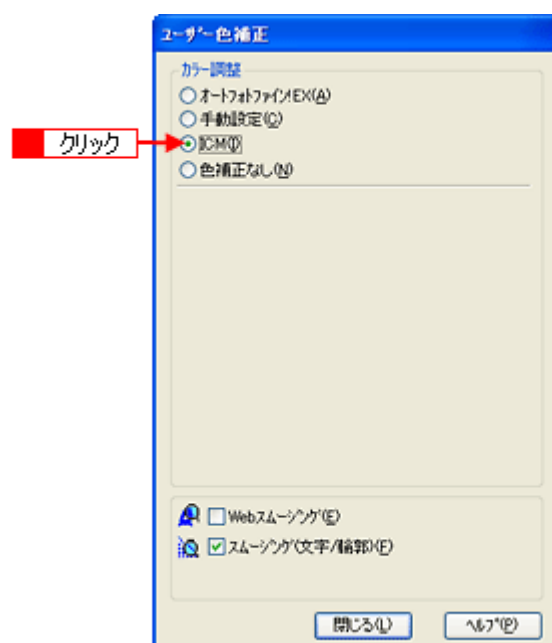 ユーザー色補正
カラー調整
オートフォトファイン!EX(A)
手動設定(C)
クリック
ICM(I)
色補正なし(N)
Webスムージング(E)
スムージング(文字/輪郭)(F)
閉じる(L)
ヘルプ(P)